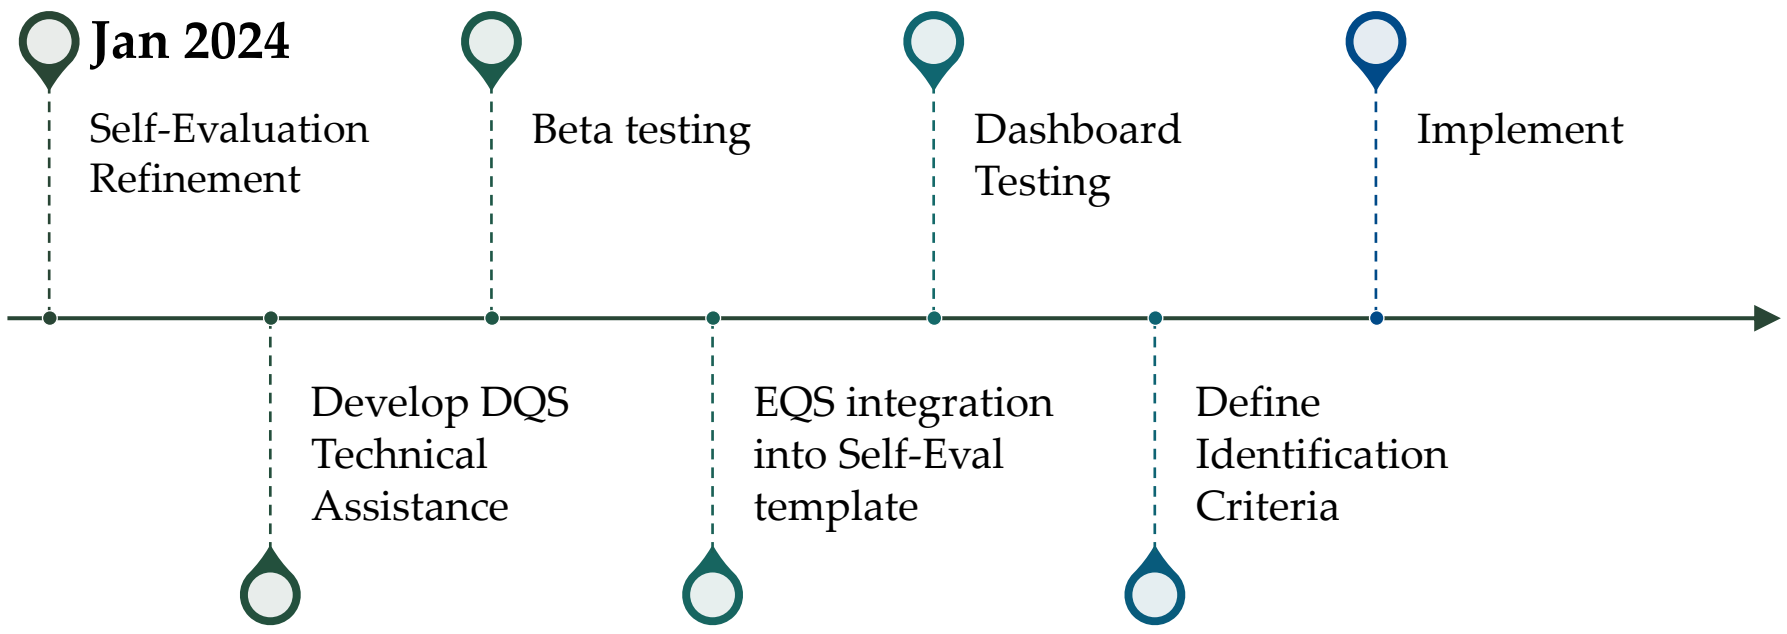 Jan 2024
Self-Evaluation
Refinement
Develop DQS
Technical
Assistance
Beta testing
EQS integration
into Self-Eval
template
Dashboard
Testing
Define
Identification
Criteria
Implement